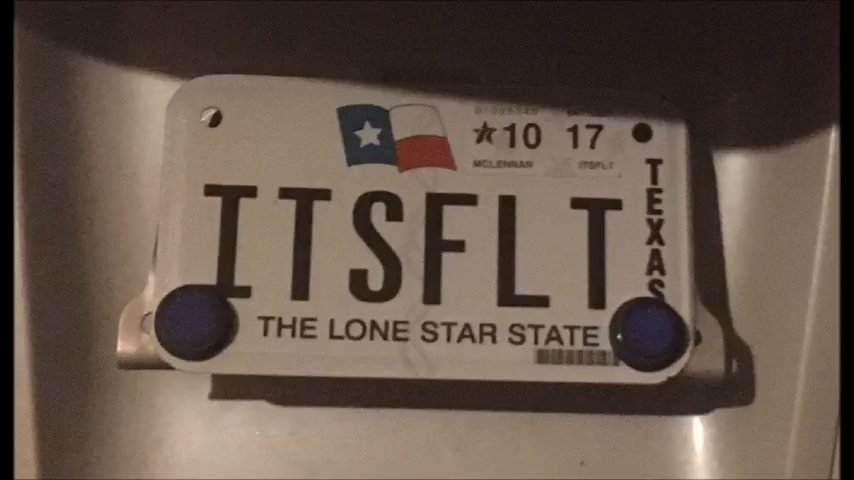 ★10 17
MCLENNAN ITSFLT
TEXAS
ITSFLT
THE LONE STAR STATE